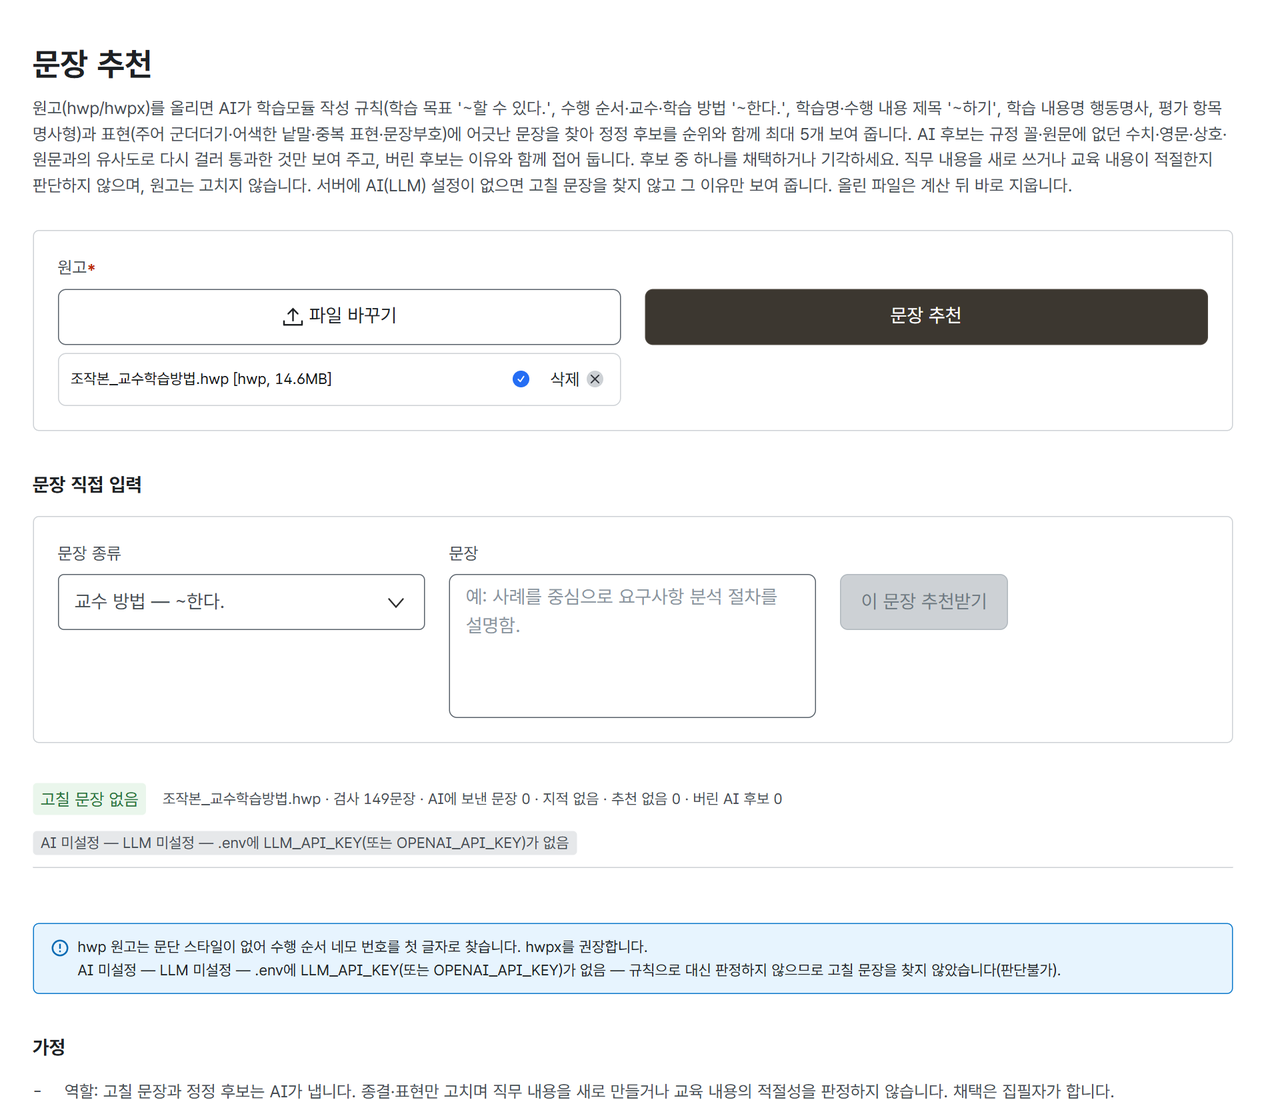 문장 추천
원고(hwp/hwpx)를 올리면 AI가 학습모듈 작성 규칙(학습 목표 '~할 수 있다.', 수행 순서·교수·학습 방법 '~한다.', 학습명·수행 내용 제목 '~하기', 학습 내용명 행동명사, 평가 항목
명사형)과 표현(주어 군더더기·어색한 낱말·중복 표현·문장부호)에 어긋난 문장을 찾아 정정 후보를 순위와 함께 최대 5개 보여 줍니다. AI 후보는 규정 꼴·원문에 없던 수치·영문·상호·
원문과의 유사도로 다시 걸러 통과한 것만 보여 주고, 버린 후보는 이유와 함께 접어 둡니다. 후보 중 하나를 채택하거나 기각하세요. 직무 내용을 새로 쓰거나 교육 내용이 적절한지
판단하지 않으며, 원고는 고치지 않습니다. 서버에 AI(LLM) 설정이 없으면 고칠 문장을 찾지 않고 그 이유만 보여 줍니다. 올린 파일은 계산 뒤 바로 지웁니다.
원고*
파일 바꾸기
문장 추천
조작본_교수학습방법.hwp [hwp, 14.6MB]
삭제
문장 직접 입력
문장 종류
문장
교수 방법 — ~한다.
예: 사례를 중심으로 요구사항 분석 절차를
설명함.
이 문장 추천받기
고칠 문장 없음
조작본_교수학습방법.hwp · 검사 149문장 · AI에 보낸 문장 0 · 지적 없음 · 추천 없음 0 · 버린 AI 후보 0
AI 미설정 — LLM 미설정 — .env에 LLM_API_KEY(또는 OPENAI_API_KEY)가 없음
hwp 원고는 문단 스타일이 없어 수행 순서 네모 번호를 첫 글자로 찾습니다. hwpx를 권장합니다.
AI 미설정 — LLM 미설정 — .env에 LLM_API_KEY(또는 OPENAI_API_KEY)가 없음 — 규칙으로 대신 판정하지 않으므로 고칠 문장을 찾지 않았습니다(판단불가).
가정
- 역할: 고칠 문장과 정정 후보는 AI가 냅니다. 종결·표현만 고치며 직무 내용을 새로 만들거나 교육 내용의 적절성을 판정하지 않습니다. 채택은 집필자가 합니다.